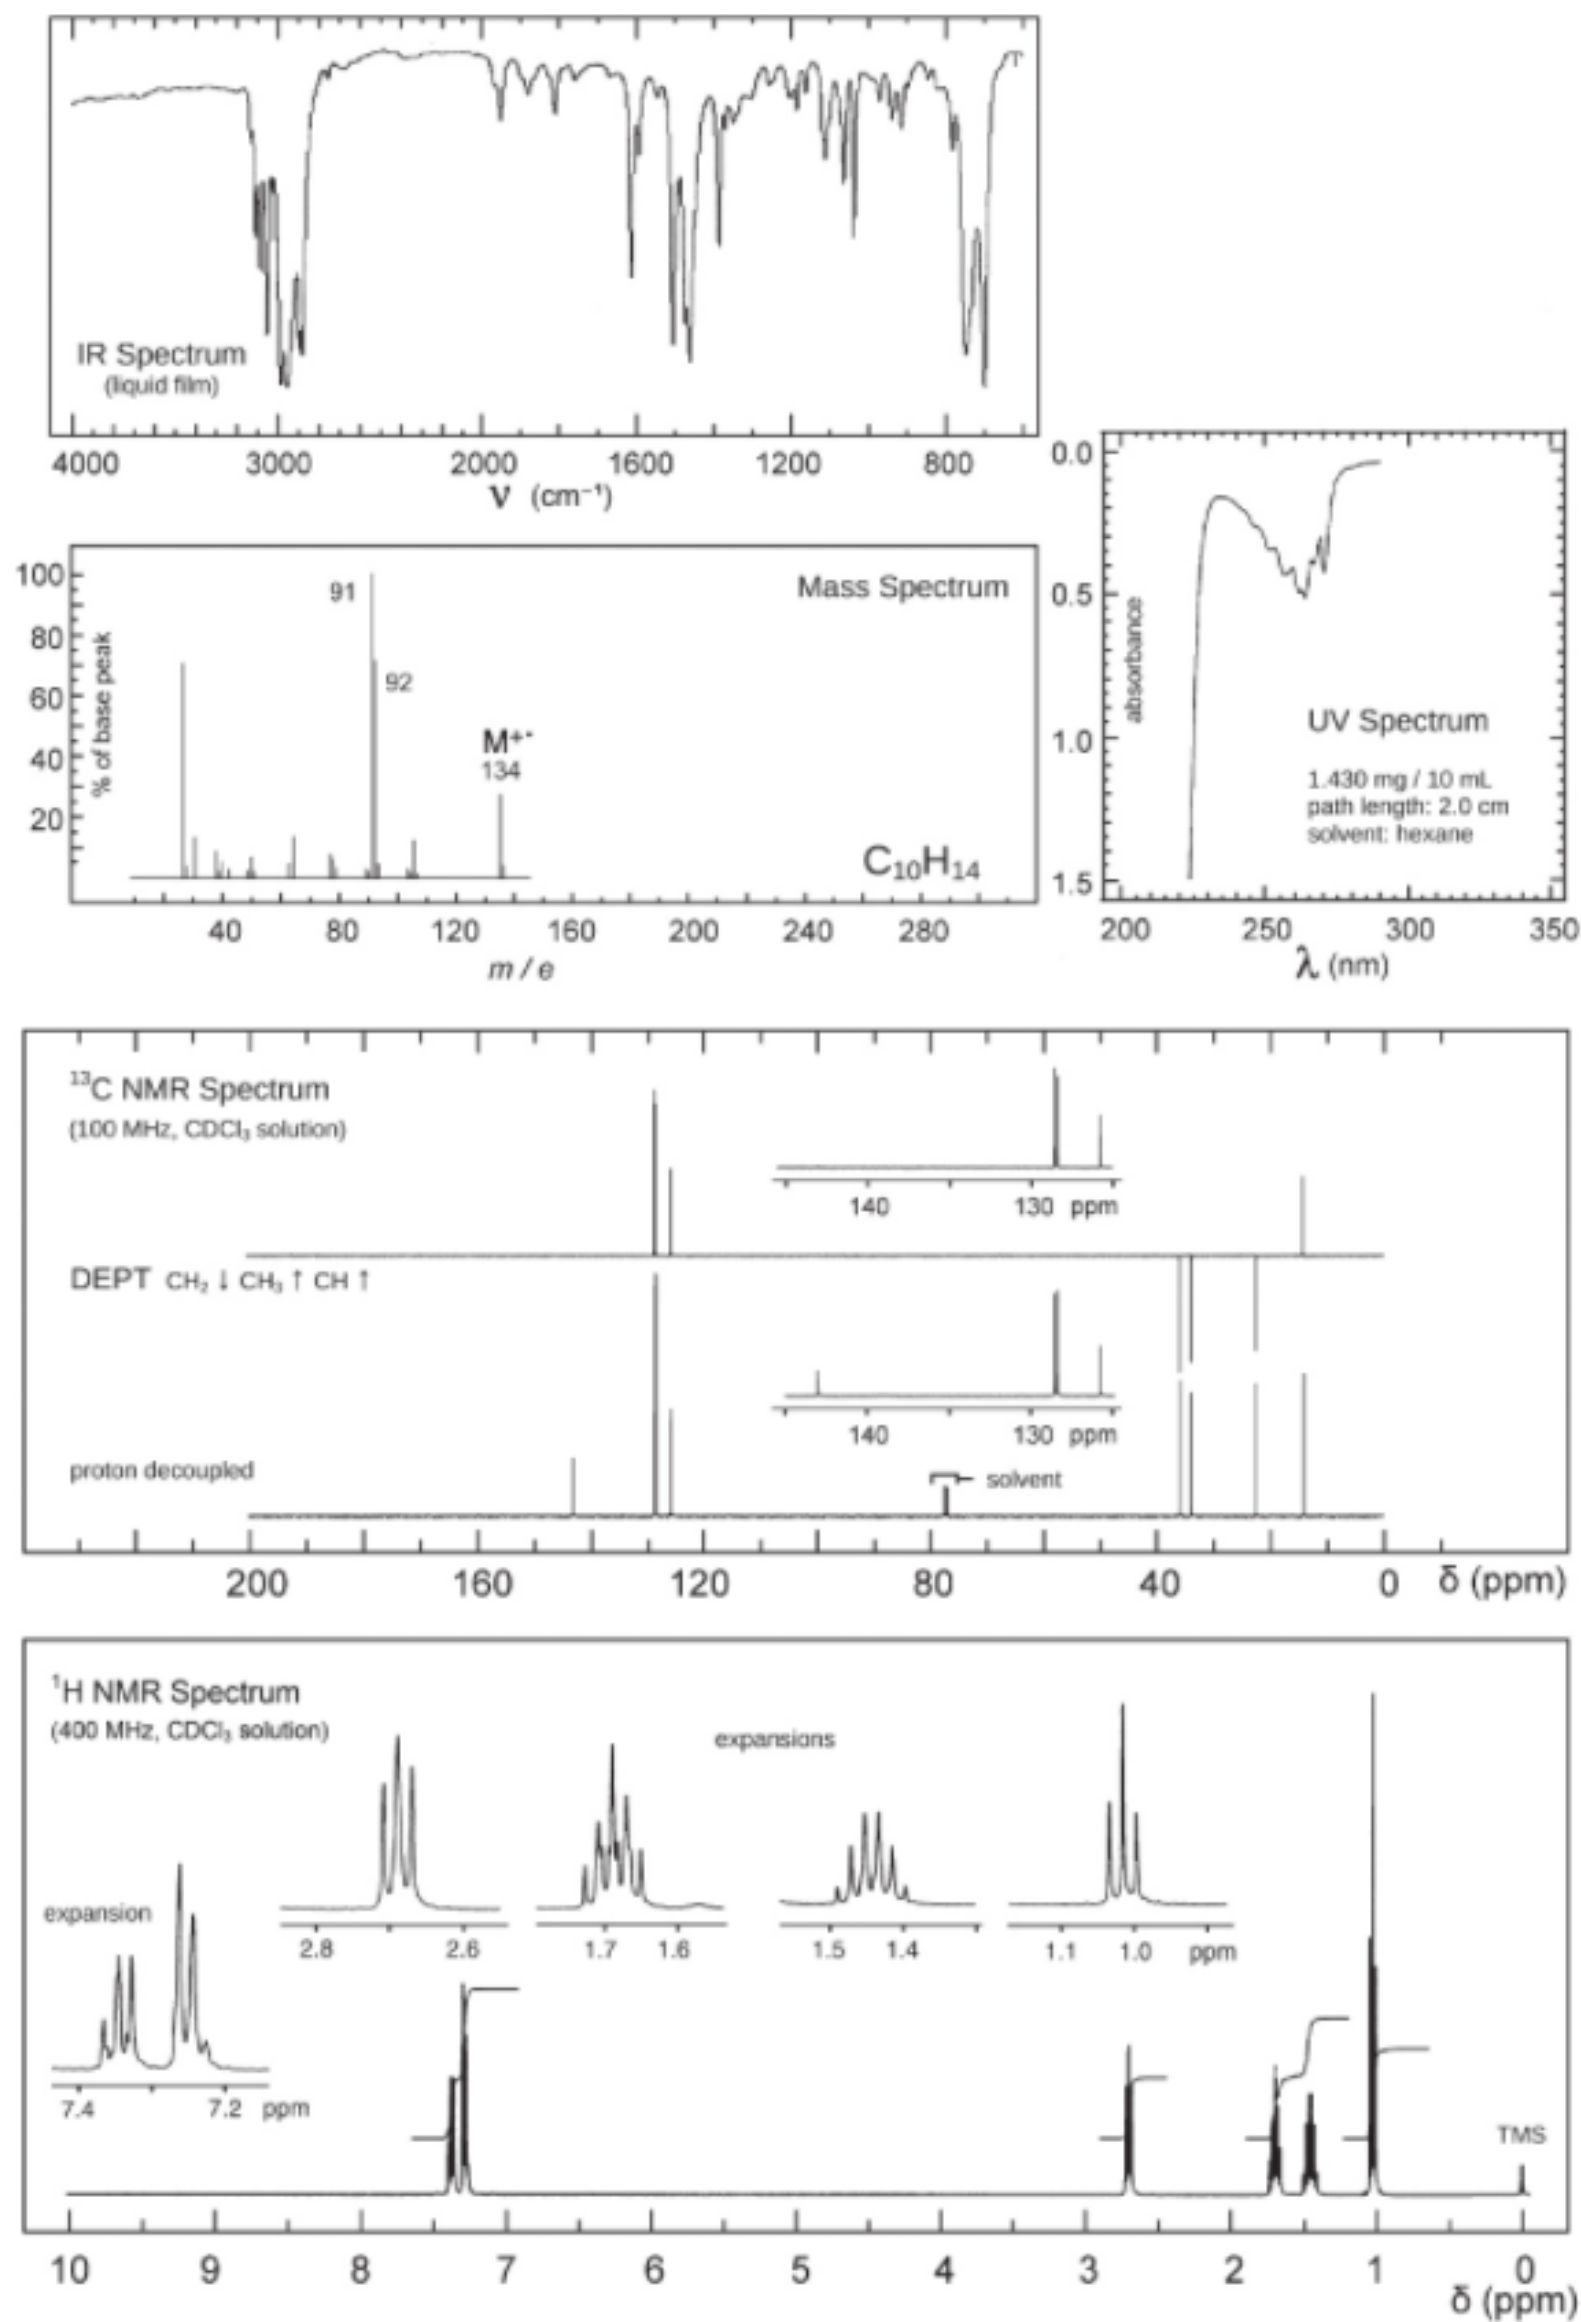 IR Spectrum
(liquid film)
4000 3000 2000 1600 1200 800
ν (cm⁻¹)
100
80
60
40
20
% of base peak
91
92
M⁺·
134
Mass Spectrum
C₁₀H₁₄
40 80 120 160 200 240 280
m / e
0.0
0.5
1.0
1.5
absorbance
UV Spectrum
1.430 mg / 10 mL
path length: 2.0 cm
solvent: hexane
200 250 300 350
λ (nm)
¹³C NMR Spectrum
(100 MHz, CDCl₃ solution)
140 130 ppm
DEPT CH₂ ↓ CH₃ ↑ CH ↑
140 130 ppm
proton decoupled
solvent
200 160 120 80 40 0 δ (ppm)
¹H NMR Spectrum
(400 MHz, CDCl₃ solution)
expansions
expansion
2.8 2.6
1.7 1.6
1.5 1.4
1.1 1.0 ppm
7.4 7.2 ppm
TMS
10 9 8 7 6 5 4 3 2 1 0
δ (ppm)